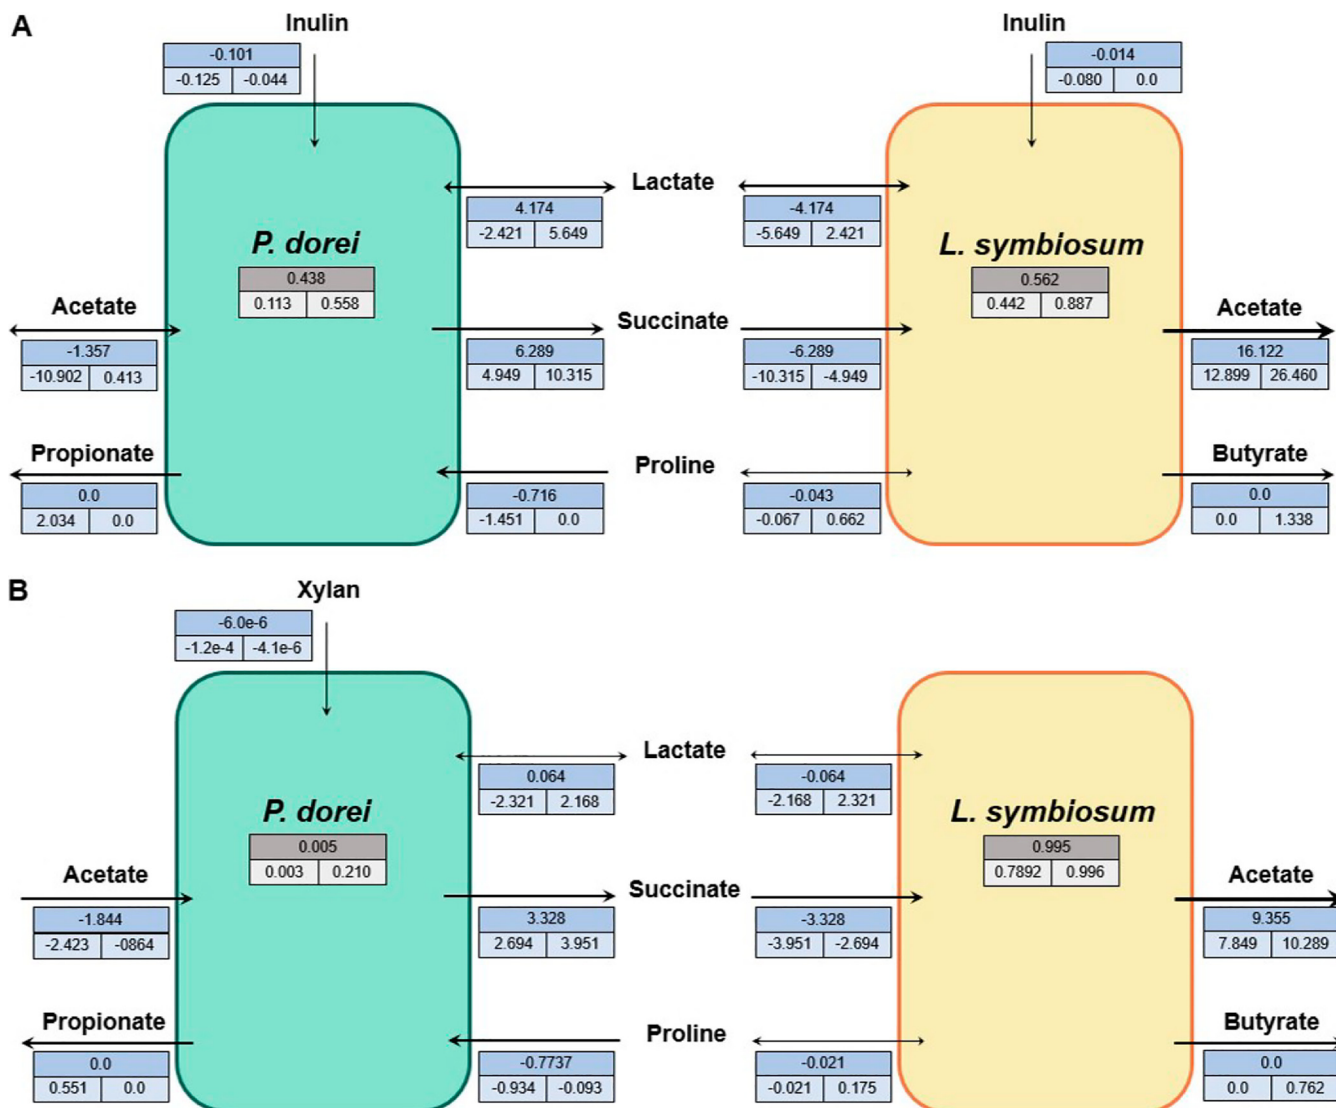 A
Inulin
-0.101
-0.125 -0.044
Inulin
-0.014
-0.080 0.0
P. dorei
0.438
0.113 0.558
Lactate
4.174
-2.421 5.649
-4.174
-5.649 2.421
L. symbiosum
0.562
0.442 0.887
Acetate
-1.357
-10.902 0.413
Succinate
6.289
4.949 10.315
-6.289
-10.315 -4.949
Acetate
16.122
12.899 26.460
Propionate
0.0
2.034 0.0
Proline
-0.716
-1.451 0.0
-0.043
-0.067 0.662
Butyrate
0.0
0.0 1.338
B
Xylan
-6.0e-6
-1.2e-4 -4.1e-6
P. dorei
0.005
0.003 0.210
Lactate
0.064
-2.321 2.168
-0.064
-2.168 2.321
L. symbiosum
0.995
0.7892 0.996
Acetate
-1.844
-2.423 -0864
Succinate
3.328
2.694 3.951
-3.328
-3.951 -2.694
Acetate
9.355
7.849 10.289
Propionate
0.0
0.551 0.0
Proline
-0.7737
-0.934 -0.093
-0.021
-0.021 0.175
Butyrate
0.0
0.0 0.762